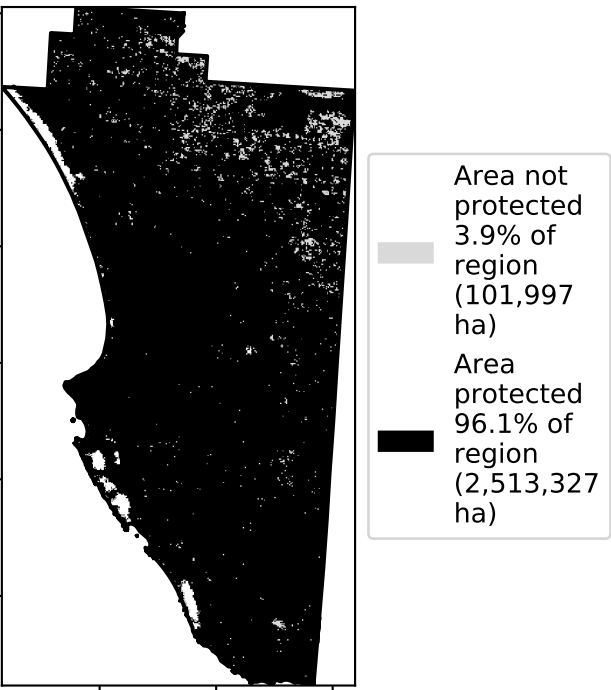 Area not
protected
3.9% of
region
(101,997
ha)
Area
protected
96.1% of
region
(2,513,327
ha)